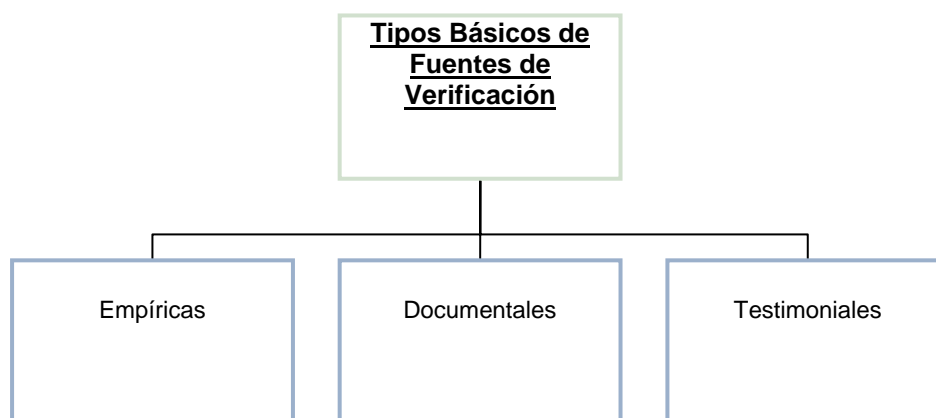 Tipos Básicos de
Fuentes de
Verificación
Empíricas
Documentales
Testimoniales